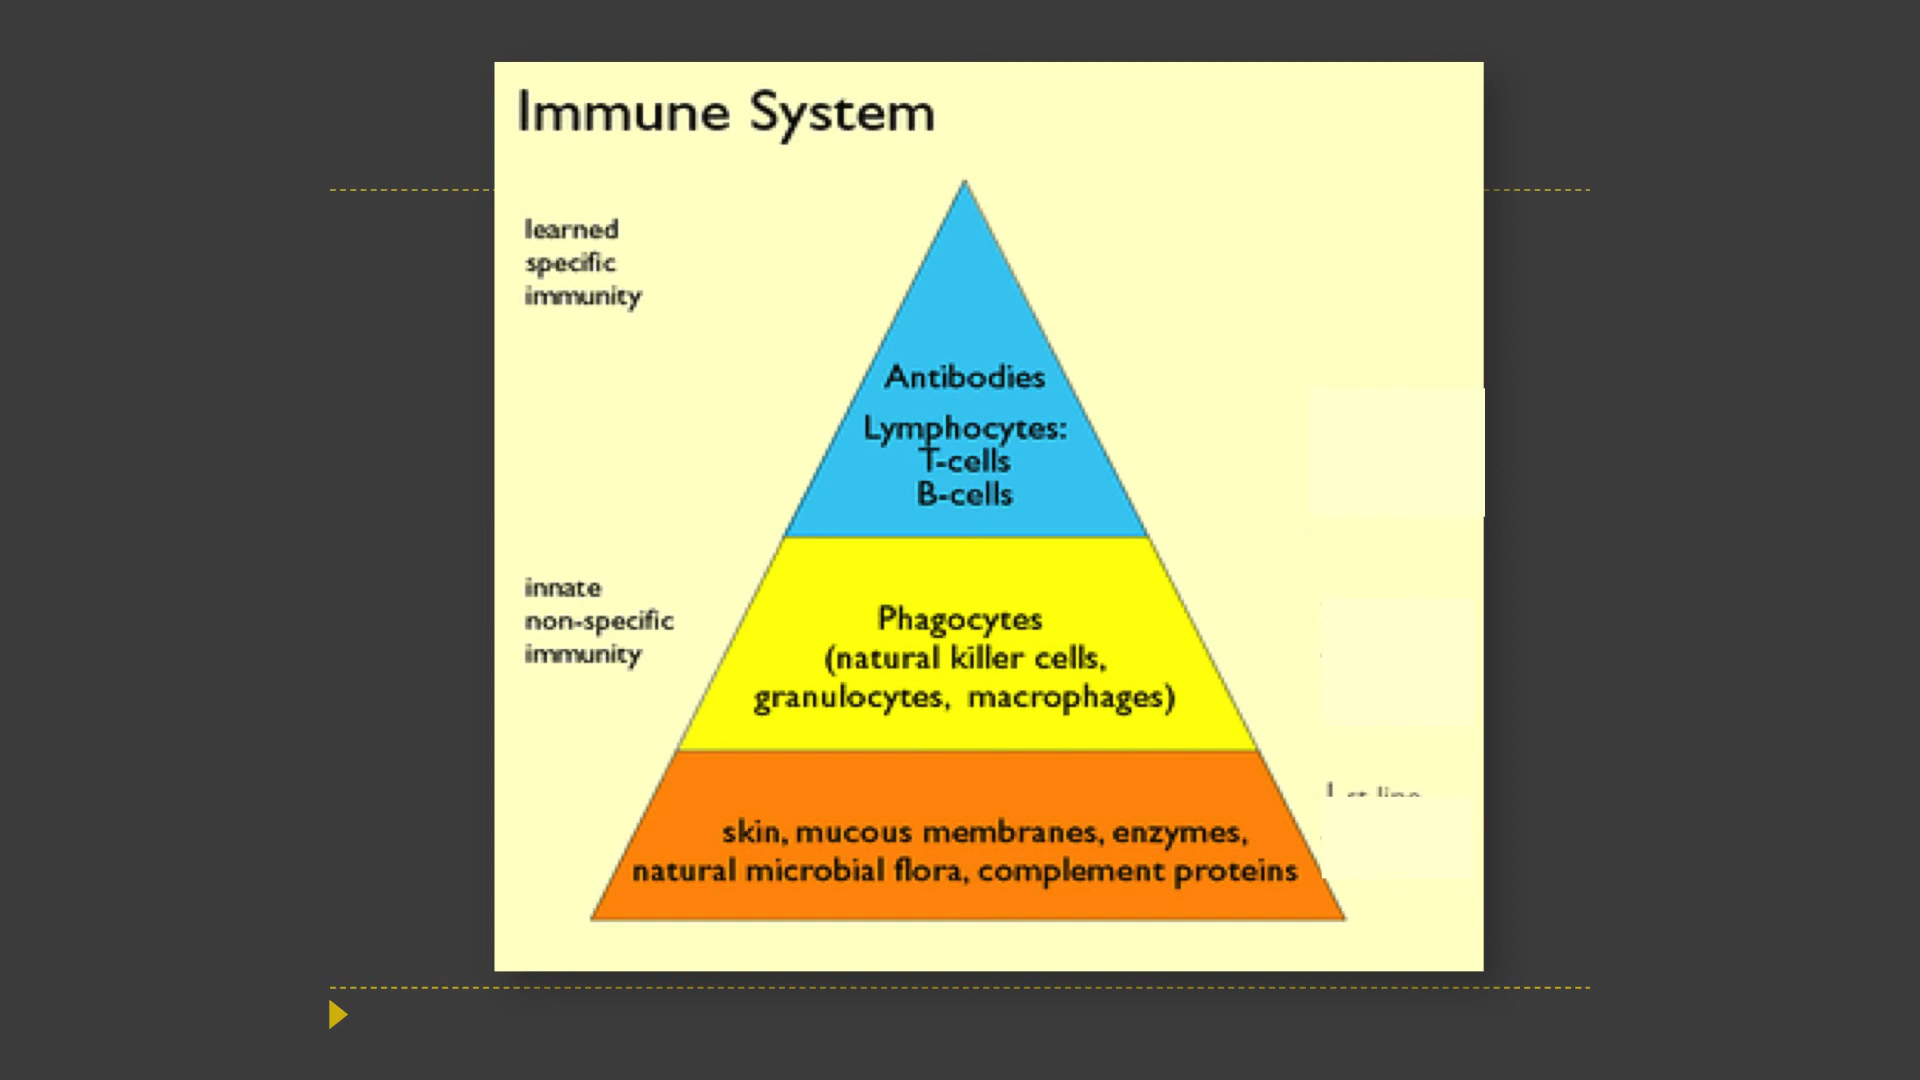 Immune System
learned
specific
immunity
Antibodies
Lymphocytes:
T-cells
B-cells
innate
non-specific
immunity
Phagocytes
(natural killer cells,
granulocytes, macrophages)
skin, mucous membranes, enzymes,
natural microbial flora, complement proteins